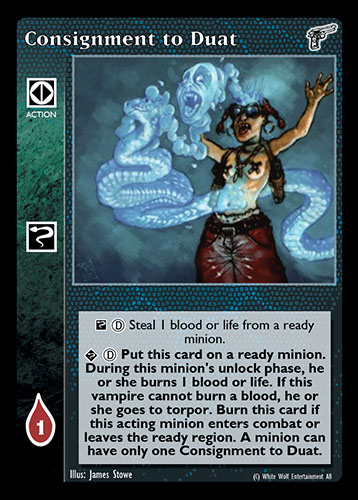 Consignment to Duat
ACTION
Ⓓ Steal 1 blood or life from a ready
minion.
Ⓓ Put this card on a ready minion.
During this minion's unlock phase, he
or she burns 1 blood or life. If this
vampire cannot burn a blood, he or
she goes to torpor. Burn this card if
this acting minion enters combat or
leaves the ready region. A minion can
have only one Consignment to Duat.
1
Illus: James Stowe
(C) White Wolf Entertainment AB